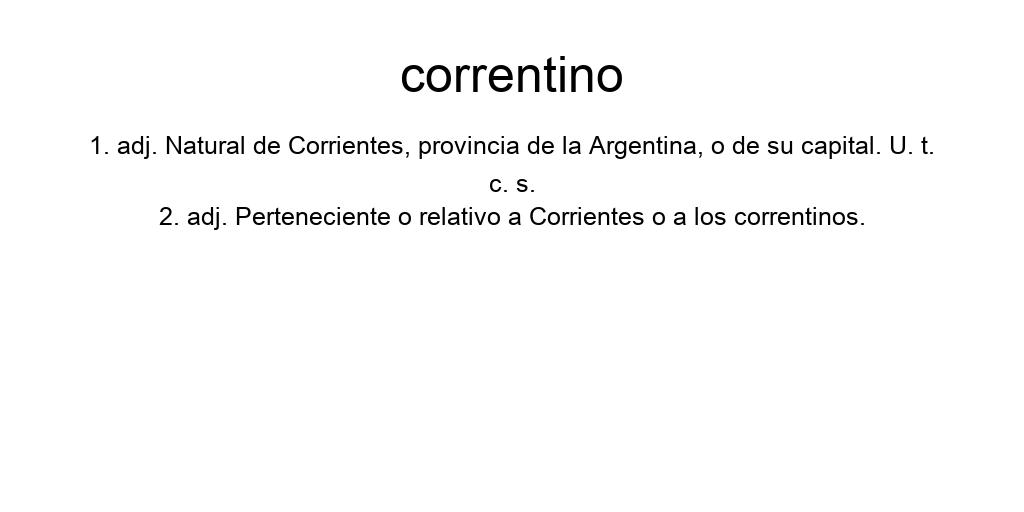 correntino
1. adj. Natural de Corrientes, provincia de la Argentina, o de su capital. U. t.
c. s.
2. adj. Perteneciente o relativo a Corrientes o a los correntinos.